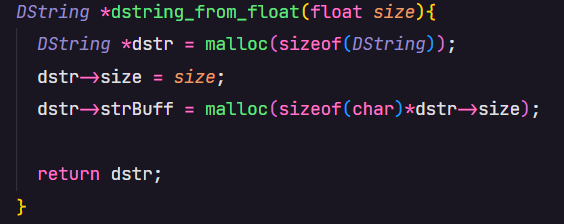 DString *dstring_from_float(float size){
DString *dstr = malloc(sizeof(DString));
dstr->size = size;
dstr->strBuff = malloc(sizeof(char)*dstr->size);
return dstr;
}